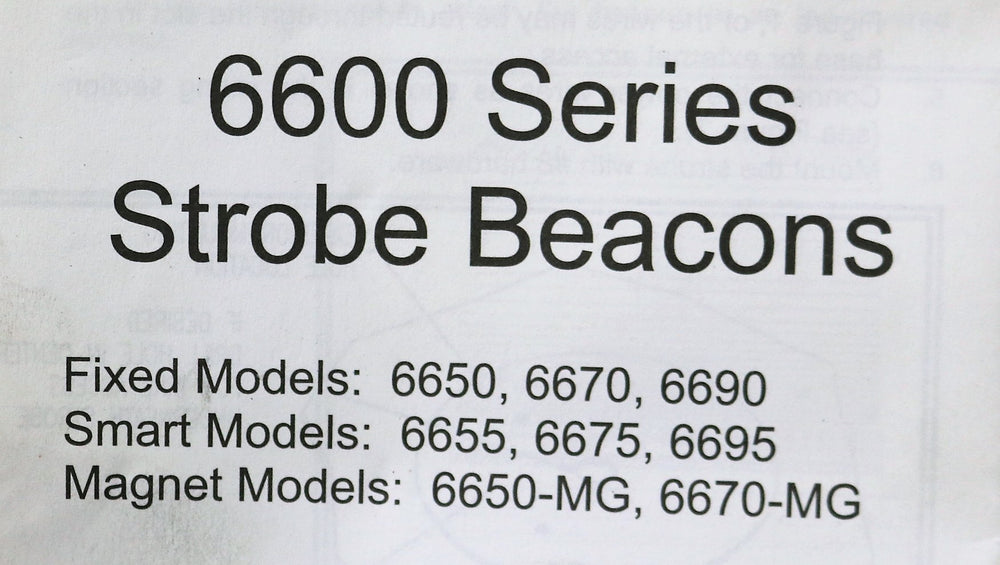 6600 Series
Strobe Beacons
Fixed Models: 6650, 6670, 6690
Smart Models: 6655, 6675, 6695
Magnet Models: 6650-MG, 6670-MG